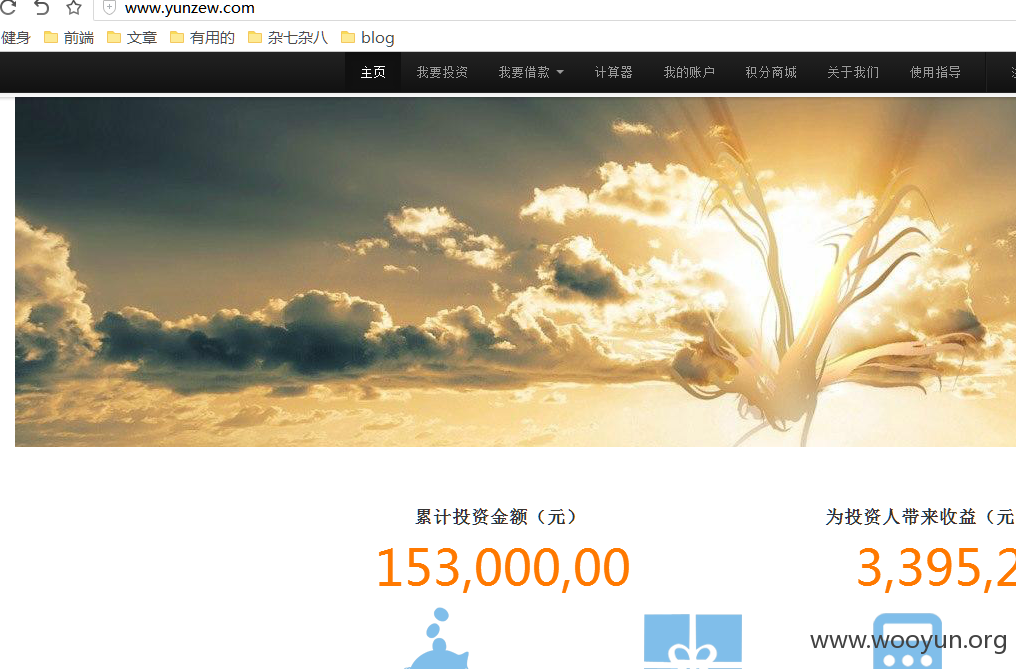 www.yunzew.com
健身 前端 文章 有用的 杂七杂八 blog
主页 我要投资 我要借款 计算器 我的账户 积分商城 关于我们 使用指导
累计投资金额（元） 为投资人带来收益（元
153,000,00 3,395,2
www.wooyun.org